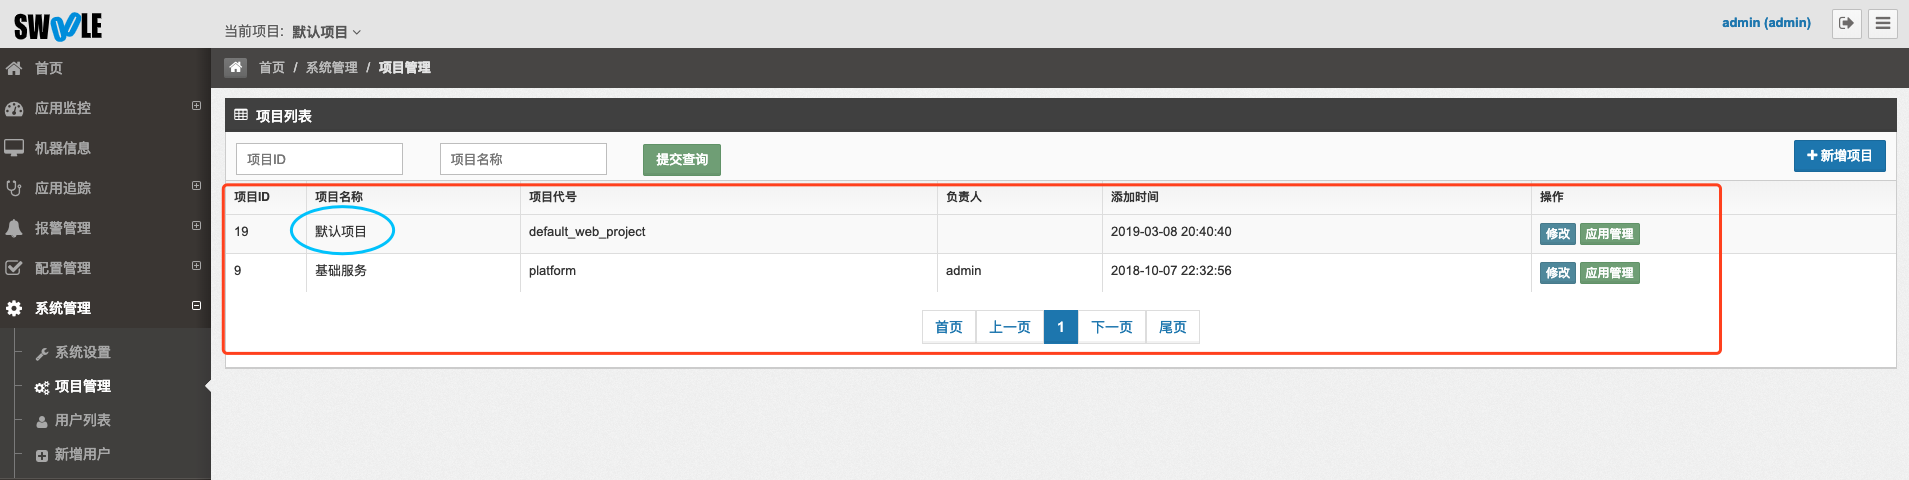 SWOOLE
当前项目: 默认项目
admin (admin)
首页
应用监控
机器信息
应用追踪
报警管理
配置管理
系统管理
系统设置
项目管理
用户列表
新增用户
首页 / 系统管理 / 项目管理
项目列表
项目ID 项目名称 提交查询 新增项目
项目ID 项目名称 项目代号 负责人 添加时间 操作
19 默认项目 default_web_project 2019-03-08 20:40:40 修改 应用管理
9 基础服务 platform admin 2018-10-07 22:32:56 修改 应用管理
首页 上一页 1 下一页 尾页